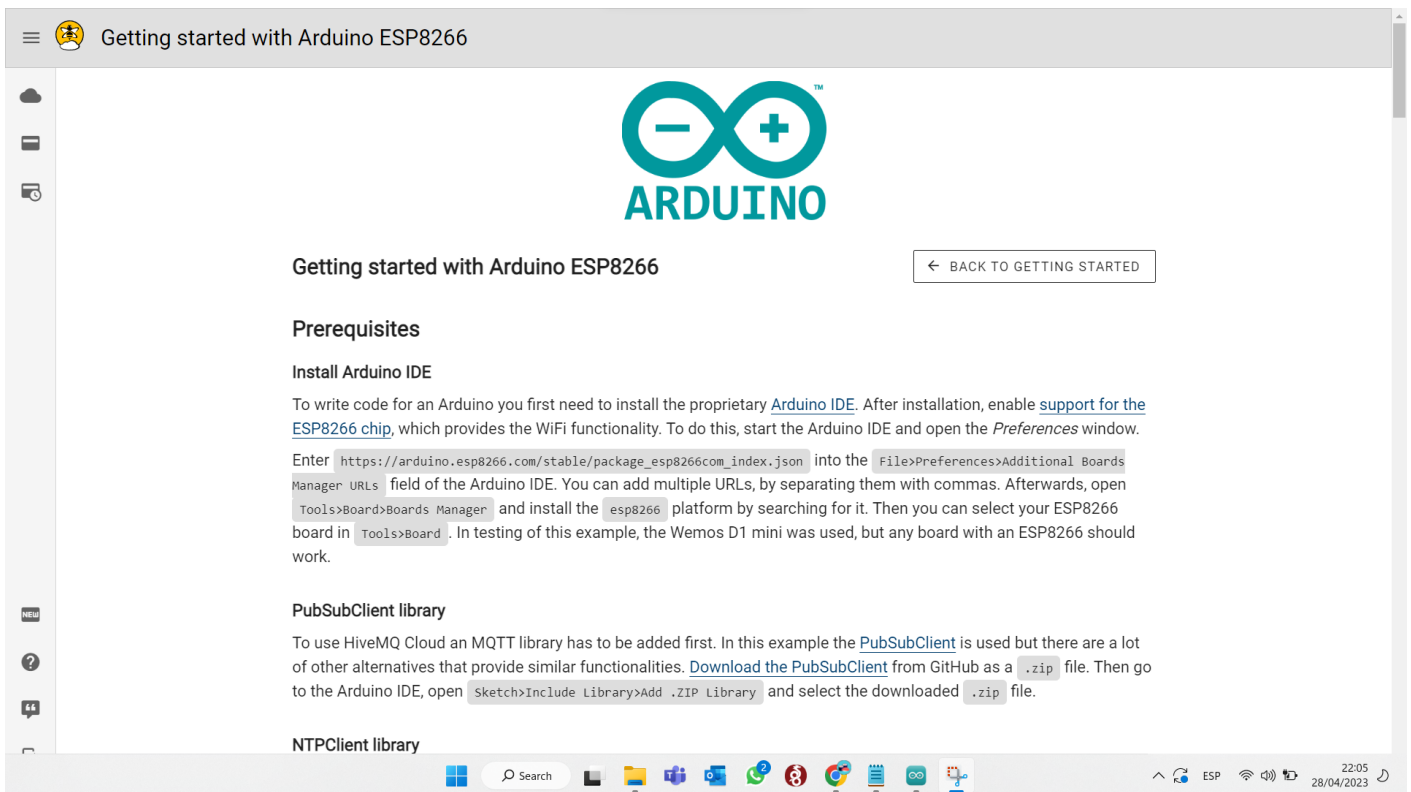 Getting started with Arduino ESP8266
TM
ARDUINO
Getting started with Arduino ESP8266
← BACK TO GETTING STARTED
Prerequisites
Install Arduino IDE
To write code for an Arduino you first need to install the proprietary Arduino IDE. After installation, enable support for the
ESP8266 chip, which provides the WiFi functionality. To do this, start the Arduino IDE and open the Preferences window.
Enter https://arduino.esp8266.com/stable/package_esp8266com_index.json into the File>Preferences>Additional Boards
Manager URLs field of the Arduino IDE. You can add multiple URLs, by separating them with commas. Afterwards, open
Tools>Board>Boards Manager and install the esp8266 platform by searching for it. Then you can select your ESP8266
board in Tools>Board . In testing of this example, the Wemos D1 mini was used, but any board with an ESP8266 should
work.
NEW
PubSubClient library
To use HiveMQ Cloud an MQTT library has to be added first. In this example the PubSubClient is used but there are a lot
of other alternatives that provide similar functionalities. Download the PubSubClient from GitHub as a .zip file. Then go
to the Arduino IDE, open Sketch>Include Library>Add .ZIP Library and select the downloaded .zip file.
NTPClient library
Search
2
ESP
22:05
28/04/2023